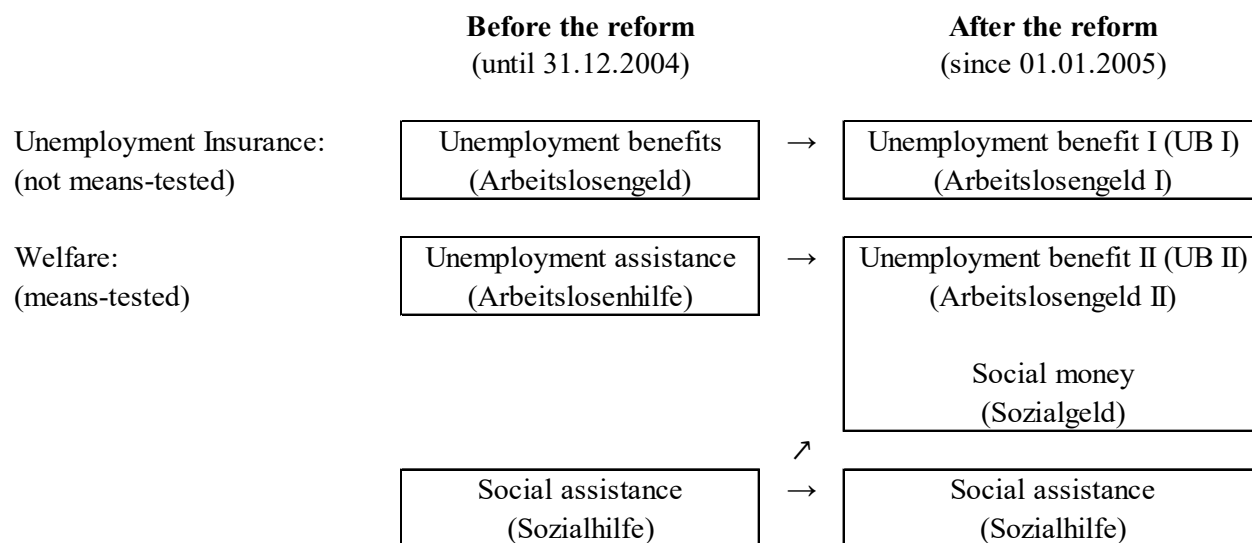 Before the reform After the reform
(until 31.12.2004) (since 01.01.2005)
Unemployment Insurance: Unemployment benefits → Unemployment benefit I (UB I)
(not means-tested) (Arbeitslosengeld) (Arbeitslosengeld I)
Welfare: Unemployment assistance → Unemployment benefit II (UB II)
(means-tested) (Arbeitslosenhilfe) (Arbeitslosengeld II)
Social money
(Sozialgeld)
↗
Social assistance → Social assistance
(Sozialhilfe) (Sozialhilfe)